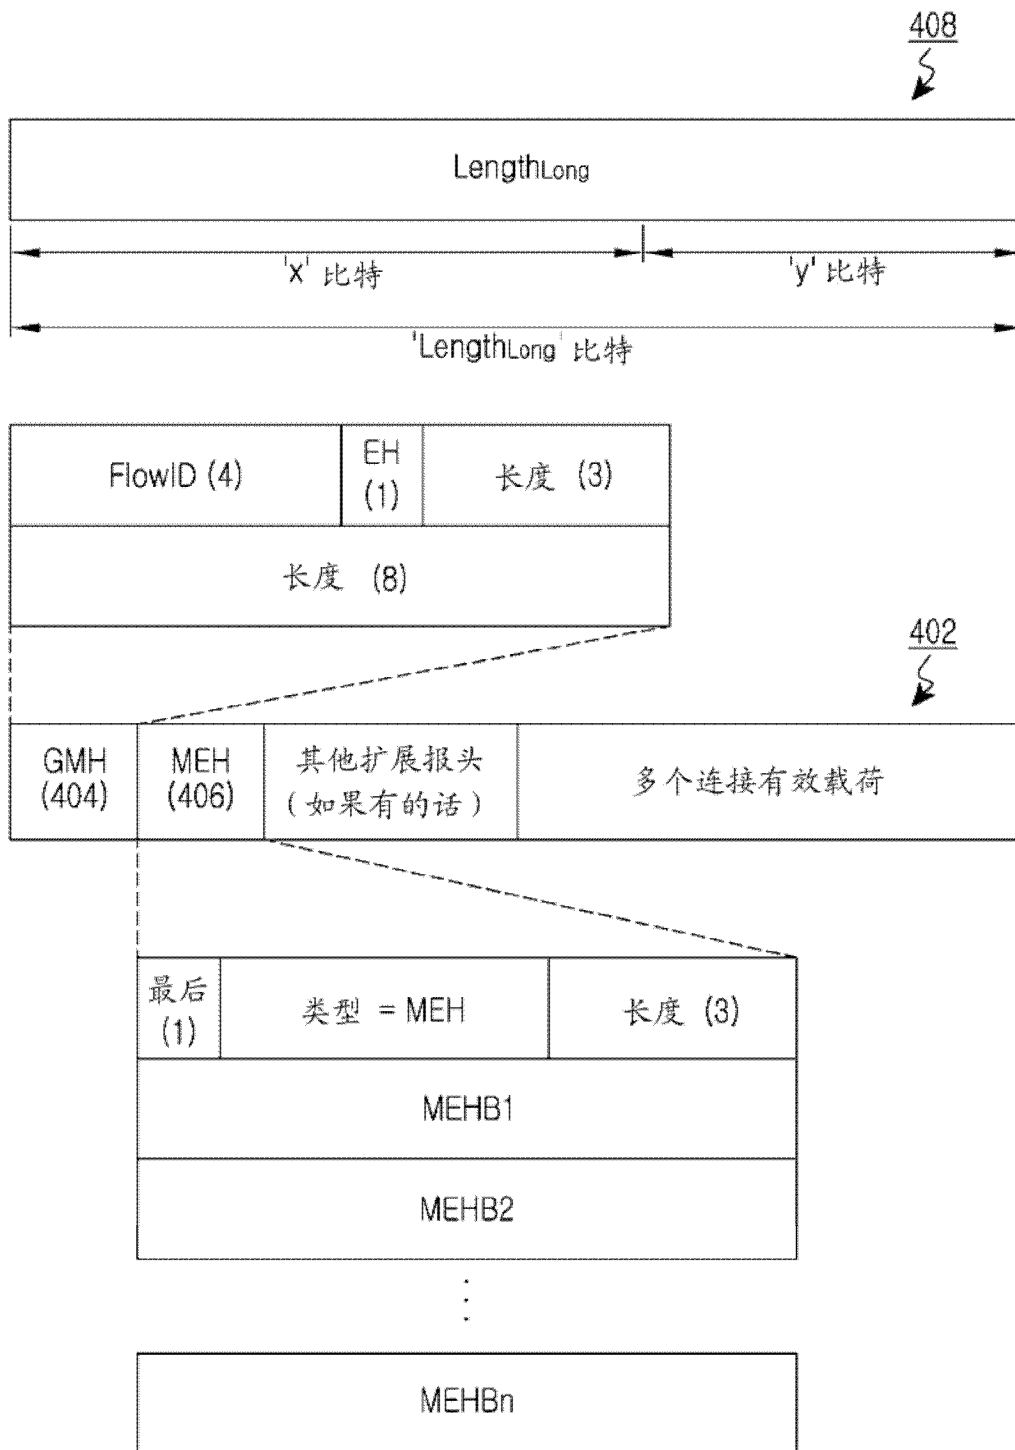 408
LengthLong
'x' 比特
'y' 比特
'LengthLong' 比特
FlowID (4)
EH
(1)
长度 (3)
长度 (8)
402
GMH
(404)
MEH
(406)
其他扩展报头
(如果有的话)
多个连接有效载荷
最后
(1)
类型 = MEH
长度 (3)
MEHB1
MEHB2
MEHBn